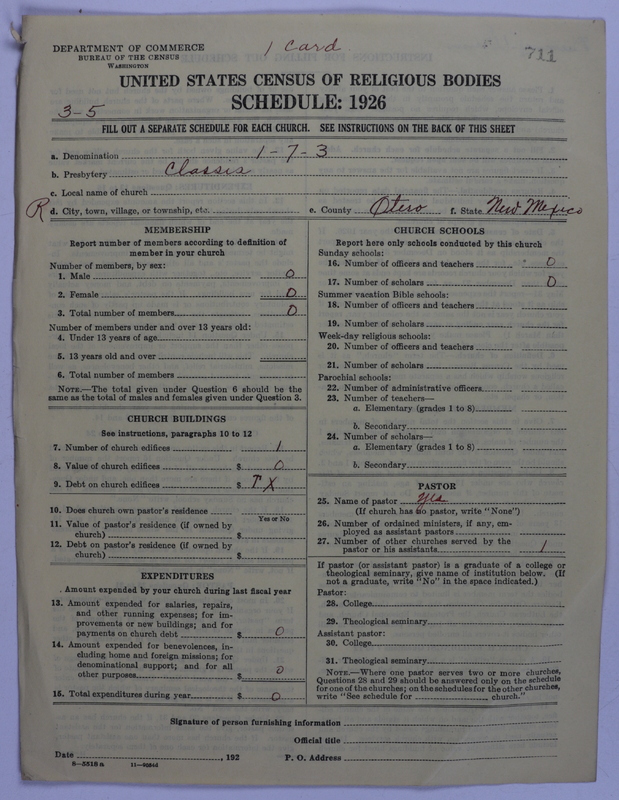 DEPARTMENT OF COMMERCE
BUREAU OF THE CENSUS
WASHINGTON
1 Card
711
UNITED STATES CENSUS OF RELIGIOUS BODIES
SCHEDULE: 1926
3-5
FILL OUT A SEPARATE SCHEDULE FOR EACH CHURCH. SEE INSTRUCTIONS ON THE BACK OF THIS SHEET
a. Denomination 1-7-3
b. Presbytery Classis
c. Local name of church
R d. City, town, village, or township, etc. e. County Otero f. State New Mexico
MEMBERSHIP
Report number of members according to definition of
member in your church
Number of members, by sex:
1. Male 0
2. Female 0
3. Total number of members 0
Number of members under and over 13 years old:
4. Under 13 years of age
5. 13 years old and over
6. Total number of members
NOTE.—The total given under Question 6 should be the
same as the total of males and females given under Question 3.
CHURCH BUILDINGS
See instructions, paragraphs 10 to 12
7. Number of church edifices 1
8. Value of church edifices $ 0
9. Debt on church edifices $ TX
10. Does church own pastor's residence
Yes or No
11. Value of pastor's residence (if owned by
church) $
12. Debt on pastor's residence (if owned by
church) $
EXPENDITURES
Amount expended by your church during last fiscal year
13. Amount expended for salaries, repairs,
and other running expenses; for im-
provements or new buildings; and for
payments on church debt $ 0
14. Amount expended for benevolences, in-
cluding home and foreign missions; for
denominational support; and for all
other purposes $ 0
15. Total expenditures during year $ 0
CHURCH SCHOOLS
Report here only schools conducted by this church
Sunday schools:
16. Number of officers and teachers 0
17. Number of scholars 0
Summer vacation Bible schools:
18. Number of officers and teachers
19. Number of scholars
Week-day religious schools:
20. Number of officers and teachers
21. Number of scholars
Parochial schools:
22. Number of administrative officers
23. Number of teachers—
a. Elementary (grades 1 to 8)
b. Secondary
24. Number of scholars—
a. Elementary (grades 1 to 8)
b. Secondary
PASTOR
25. Name of pastor yes
(If church has no pastor, write "None")
26. Number of ordained ministers, if any, em-
ployed as assistant pastors
27. Number of other churches served by the
pastor or his assistants 1
If pastor (or assistant pastor) is a graduate of a college or
theological seminary, give name of institution below. (If
not a graduate, write "No" in the space indicated.)
Pastor:
28. College
29. Theological seminary
Assistant pastor:
30. College
31. Theological seminary
NOTE.—Where one pastor serves two or more churches,
Questions 28 and 29 should be answered only on the schedule
for one of the churches; on the schedules for the other churches,
write "See schedule for church."
Signature of person furnishing information
Official title
Date , 192 P. O. Address
8-5518a